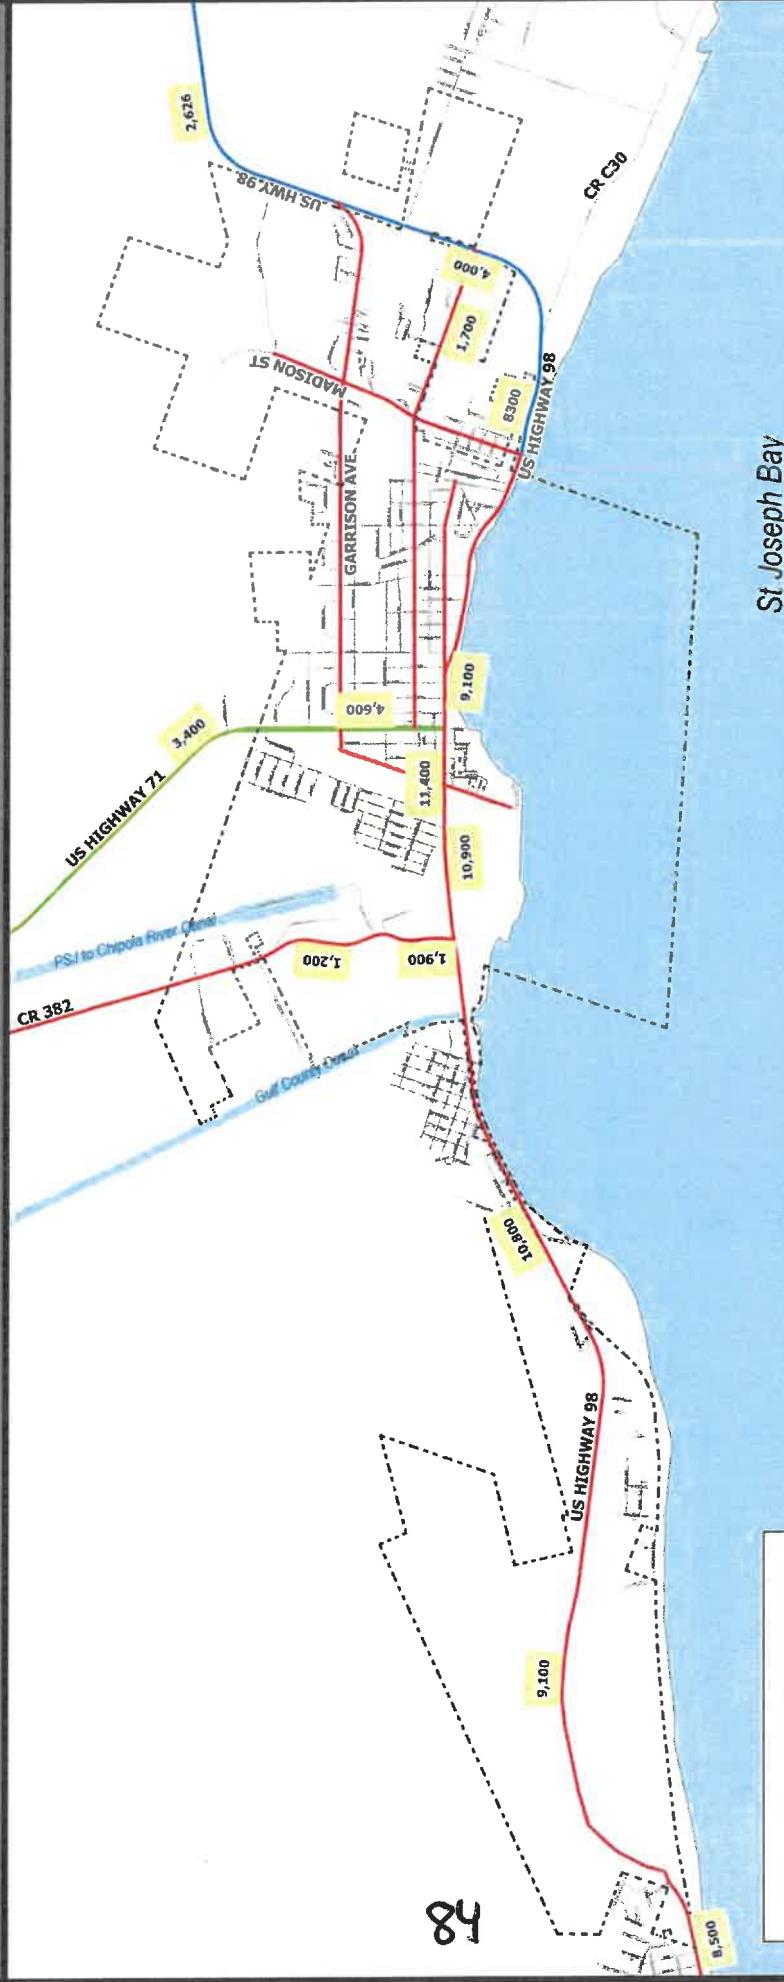 2,626
US HWY 98
CR C30
4,000
1,700
MADISON ST
8300
US HIGHWAY 98
GARRISON AVE
St Joseph Bay
9,100
4,600
3,400
US HIGHWAY 71
11,400
10,900
PSJ to Chipola River Canal
1,200
1,900
CR 382
Gulf County Canal
10,800
US HIGHWAY 98
9,100
84
8,500